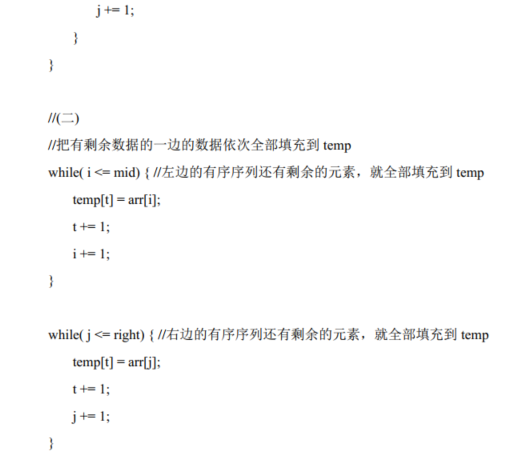 j += 1;
}
}
//(二)
//把有剩余数据的一边的数据依次全部填充到 temp
while( i <= mid) { //左边的有序序列还有剩余的元素，就全部填充到 temp
temp[t] = arr[i];
t += 1;
i += 1;
}
while( j <= right) { //右边的有序序列还有剩余的元素，就全部填充到 temp
temp[t] = arr[j];
t += 1;
j += 1;
}